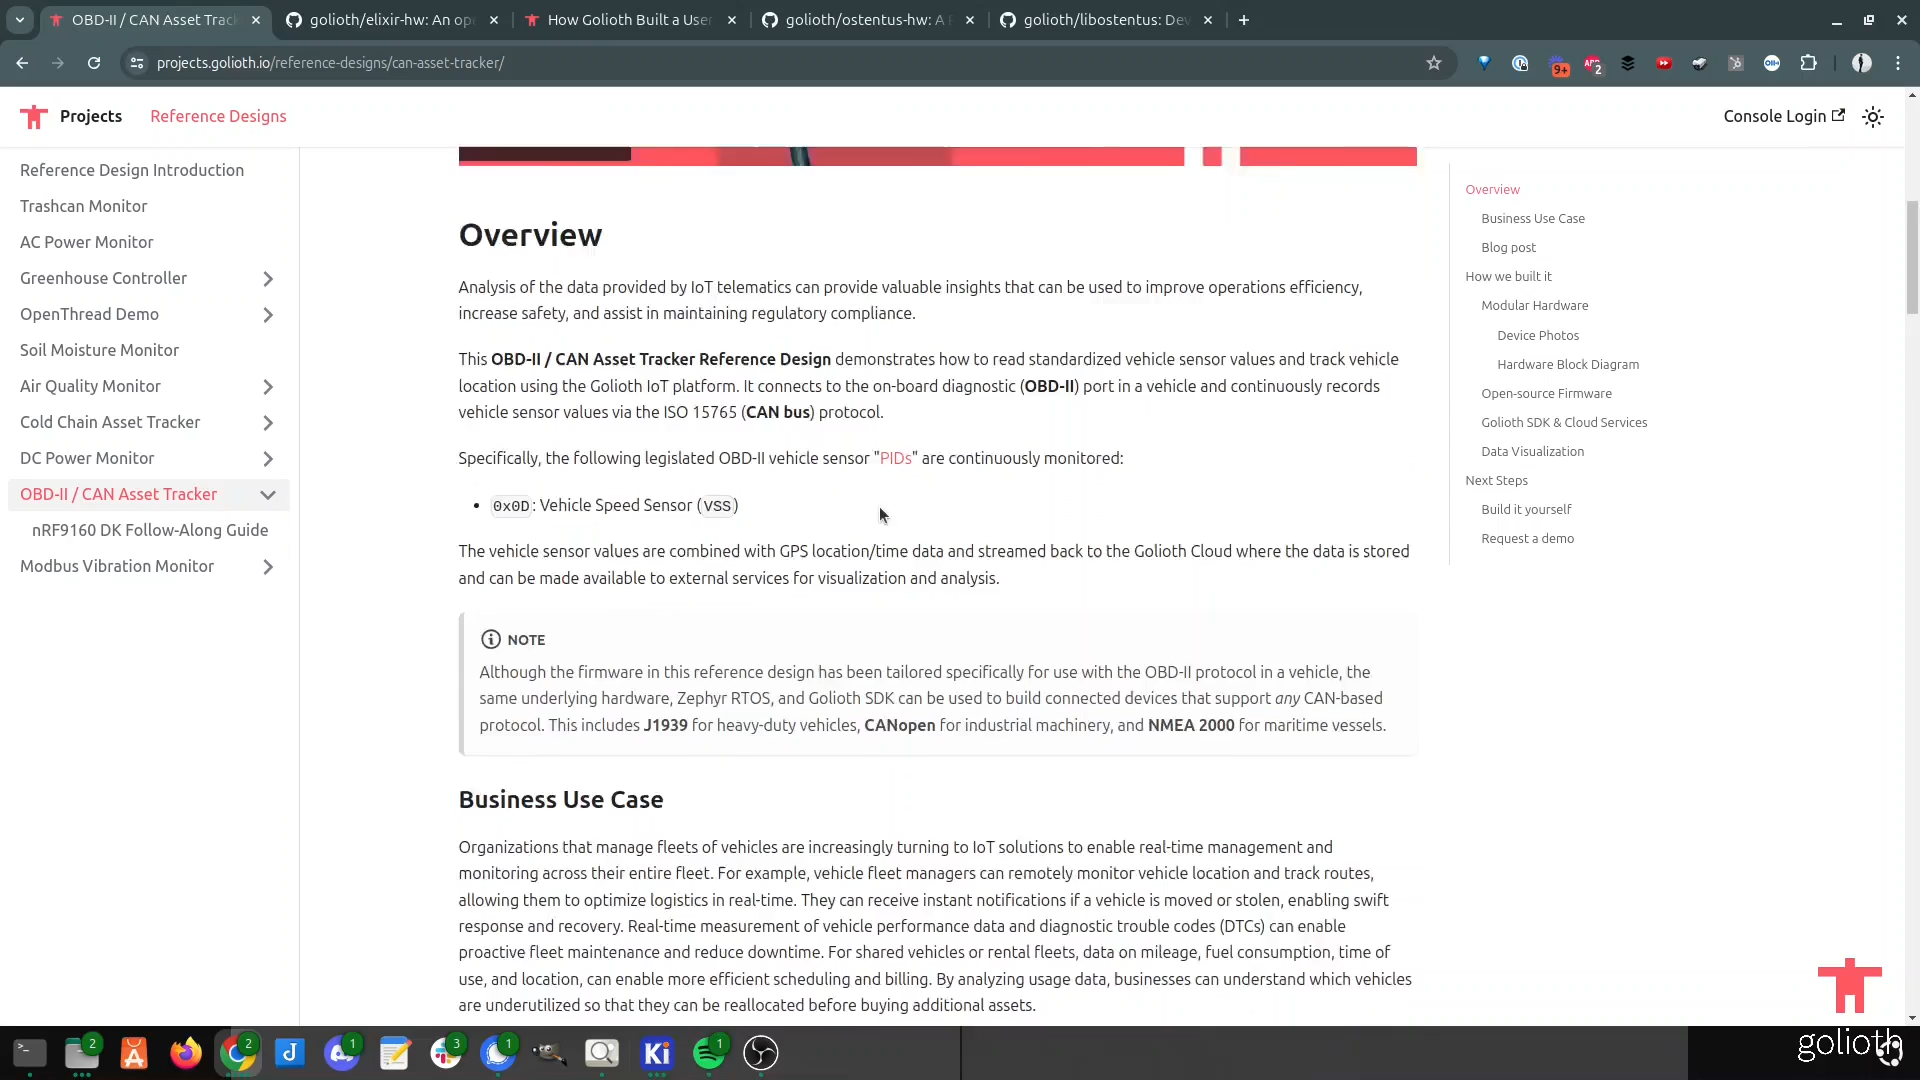 OBD-II / CAN Asset Track
golioth/elixir-hw: An ope
How Golioth Built a User
golioth/ostentus-hw: A
golioth/libostentus: Dev
projects.golioth.io/reference-designs/can-asset-tracker/
9+
2
Projects
Reference Designs
Console Login
Reference Design Introduction
Trashcan Monitor
AC Power Monitor
Greenhouse Controller
OpenThread Demo
Soil Moisture Monitor
Air Quality Monitor
Cold Chain Asset Tracker
DC Power Monitor
OBD-II / CAN Asset Tracker
nRF9160 DK Follow-Along Guide
Modbus Vibration Monitor
Overview
Analysis of the data provided by IoT telematics can provide valuable insights that can be used to improve operations efficiency,
increase safety, and assist in maintaining regulatory compliance.
This OBD-II / CAN Asset Tracker Reference Design demonstrates how to read standardized vehicle sensor values and track vehicle
location using the Golioth IoT platform. It connects to the on-board diagnostic (OBD-II) port in a vehicle and continuously records
vehicle sensor values via the ISO 15765 (CAN bus) protocol.
Specifically, the following legislated OBD-II vehicle sensor "PIDs" are continuously monitored:
• 0x0D: Vehicle Speed Sensor (VSS)
The vehicle sensor values are combined with GPS location/time data and streamed back to the Golioth Cloud where the data is stored
and can be made available to external services for visualization and analysis.
NOTE
Although the firmware in this reference design has been tailored specifically for use with the OBD-II protocol in a vehicle, the
same underlying hardware, Zephyr RTOS, and Golioth SDK can be used to build connected devices that support any CAN-based
protocol. This includes J1939 for heavy-duty vehicles, CANopen for industrial machinery, and NMEA 2000 for maritime vessels.
Business Use Case
Organizations that manage fleets of vehicles are increasingly turning to IoT solutions to enable real-time management and
monitoring across their entire fleet. For example, vehicle fleet managers can remotely monitor vehicle location and track routes,
allowing them to optimize logistics in real-time. They can receive instant notifications if a vehicle is moved or stolen, enabling swift
response and recovery. Real-time measurement of vehicle performance data and diagnostic trouble codes (DTCs) can enable
proactive fleet maintenance and reduce downtime. For shared vehicles or rental fleets, data on mileage, fuel consumption, time of
use, and location, can enable more efficient scheduling and billing. By analyzing usage data, businesses can understand which vehicles
are underutilized so that they can be reallocated before buying additional assets.
Overview
Business Use Case
Blog post
How we built it
Modular Hardware
Device Photos
Hardware Block Diagram
Open-source Firmware
Golioth SDK & Cloud Services
Data Visualization
Next Steps
Build it yourself
Request a demo
golioth
2
2
J
1
3
1
Ki
1